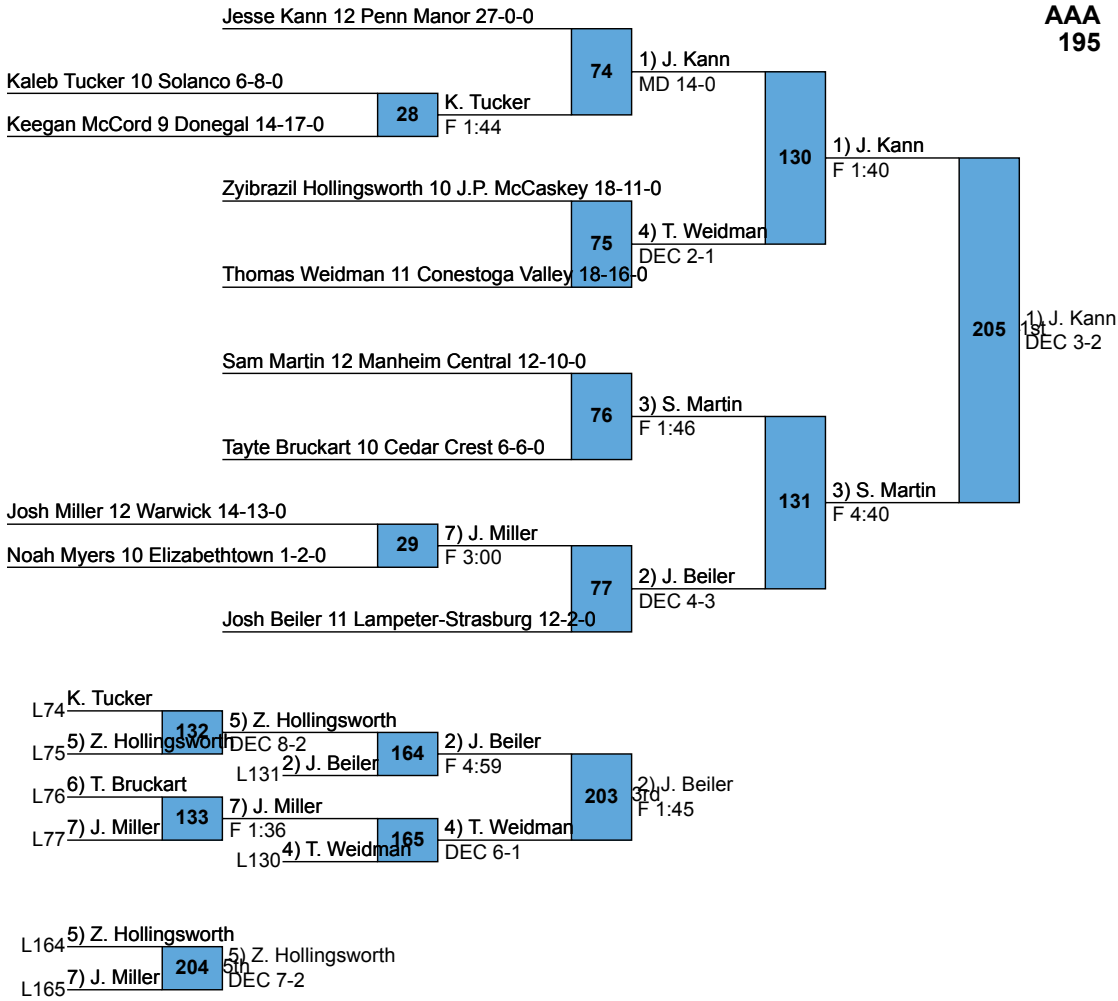 AAA
195
Jesse Kann 12 Penn Manor 27-0-0
74
1) J. Kann
MD 14-0
Kaleb Tucker 10 Solanco 6-8-0
28
K. Tucker
F 1:44
Keegan McCord 9 Donegal 14-17-0
130
1) J. Kann
F 1:40
Zyibrazil Hollingsworth 10 J.P. McCaskey 18-11-0
75
4) T. Weidman
DEC 2-1
Thomas Weidman 11 Conestoga Valley 18-16-0
205
1st
1) J. Kann
DEC 3-2
Sam Martin 12 Manheim Central 12-10-0
76
3) S. Martin
F 1:46
Tayte Bruckart 10 Cedar Crest 6-6-0
131
3) S. Martin
F 4:40
Josh Miller 12 Warwick 14-13-0
29
7) J. Miller
F 3:00
Noah Myers 10 Elizabethtown 1-2-0
77
2) J. Beiler
DEC 4-3
Josh Beiler 11 Lampeter-Strasburg 12-2-0
L74
K. Tucker
132
5) Z. Hollingsworth
DEC 8-2
L75
5) Z. Hollingsworth
164
2) J. Beiler
F 4:59
L131
2) J. Beiler
L76
6) T. Bruckart
133
7) J. Miller
F 1:36
203
3rd
2) J. Beiler
F 1:45
L77
7) J. Miller
165
4) T. Weidman
DEC 6-1
L130
4) T. Weidman
L164
5) Z. Hollingsworth
204
5th
5) Z. Hollingsworth
DEC 7-2
L165
7) J. Miller